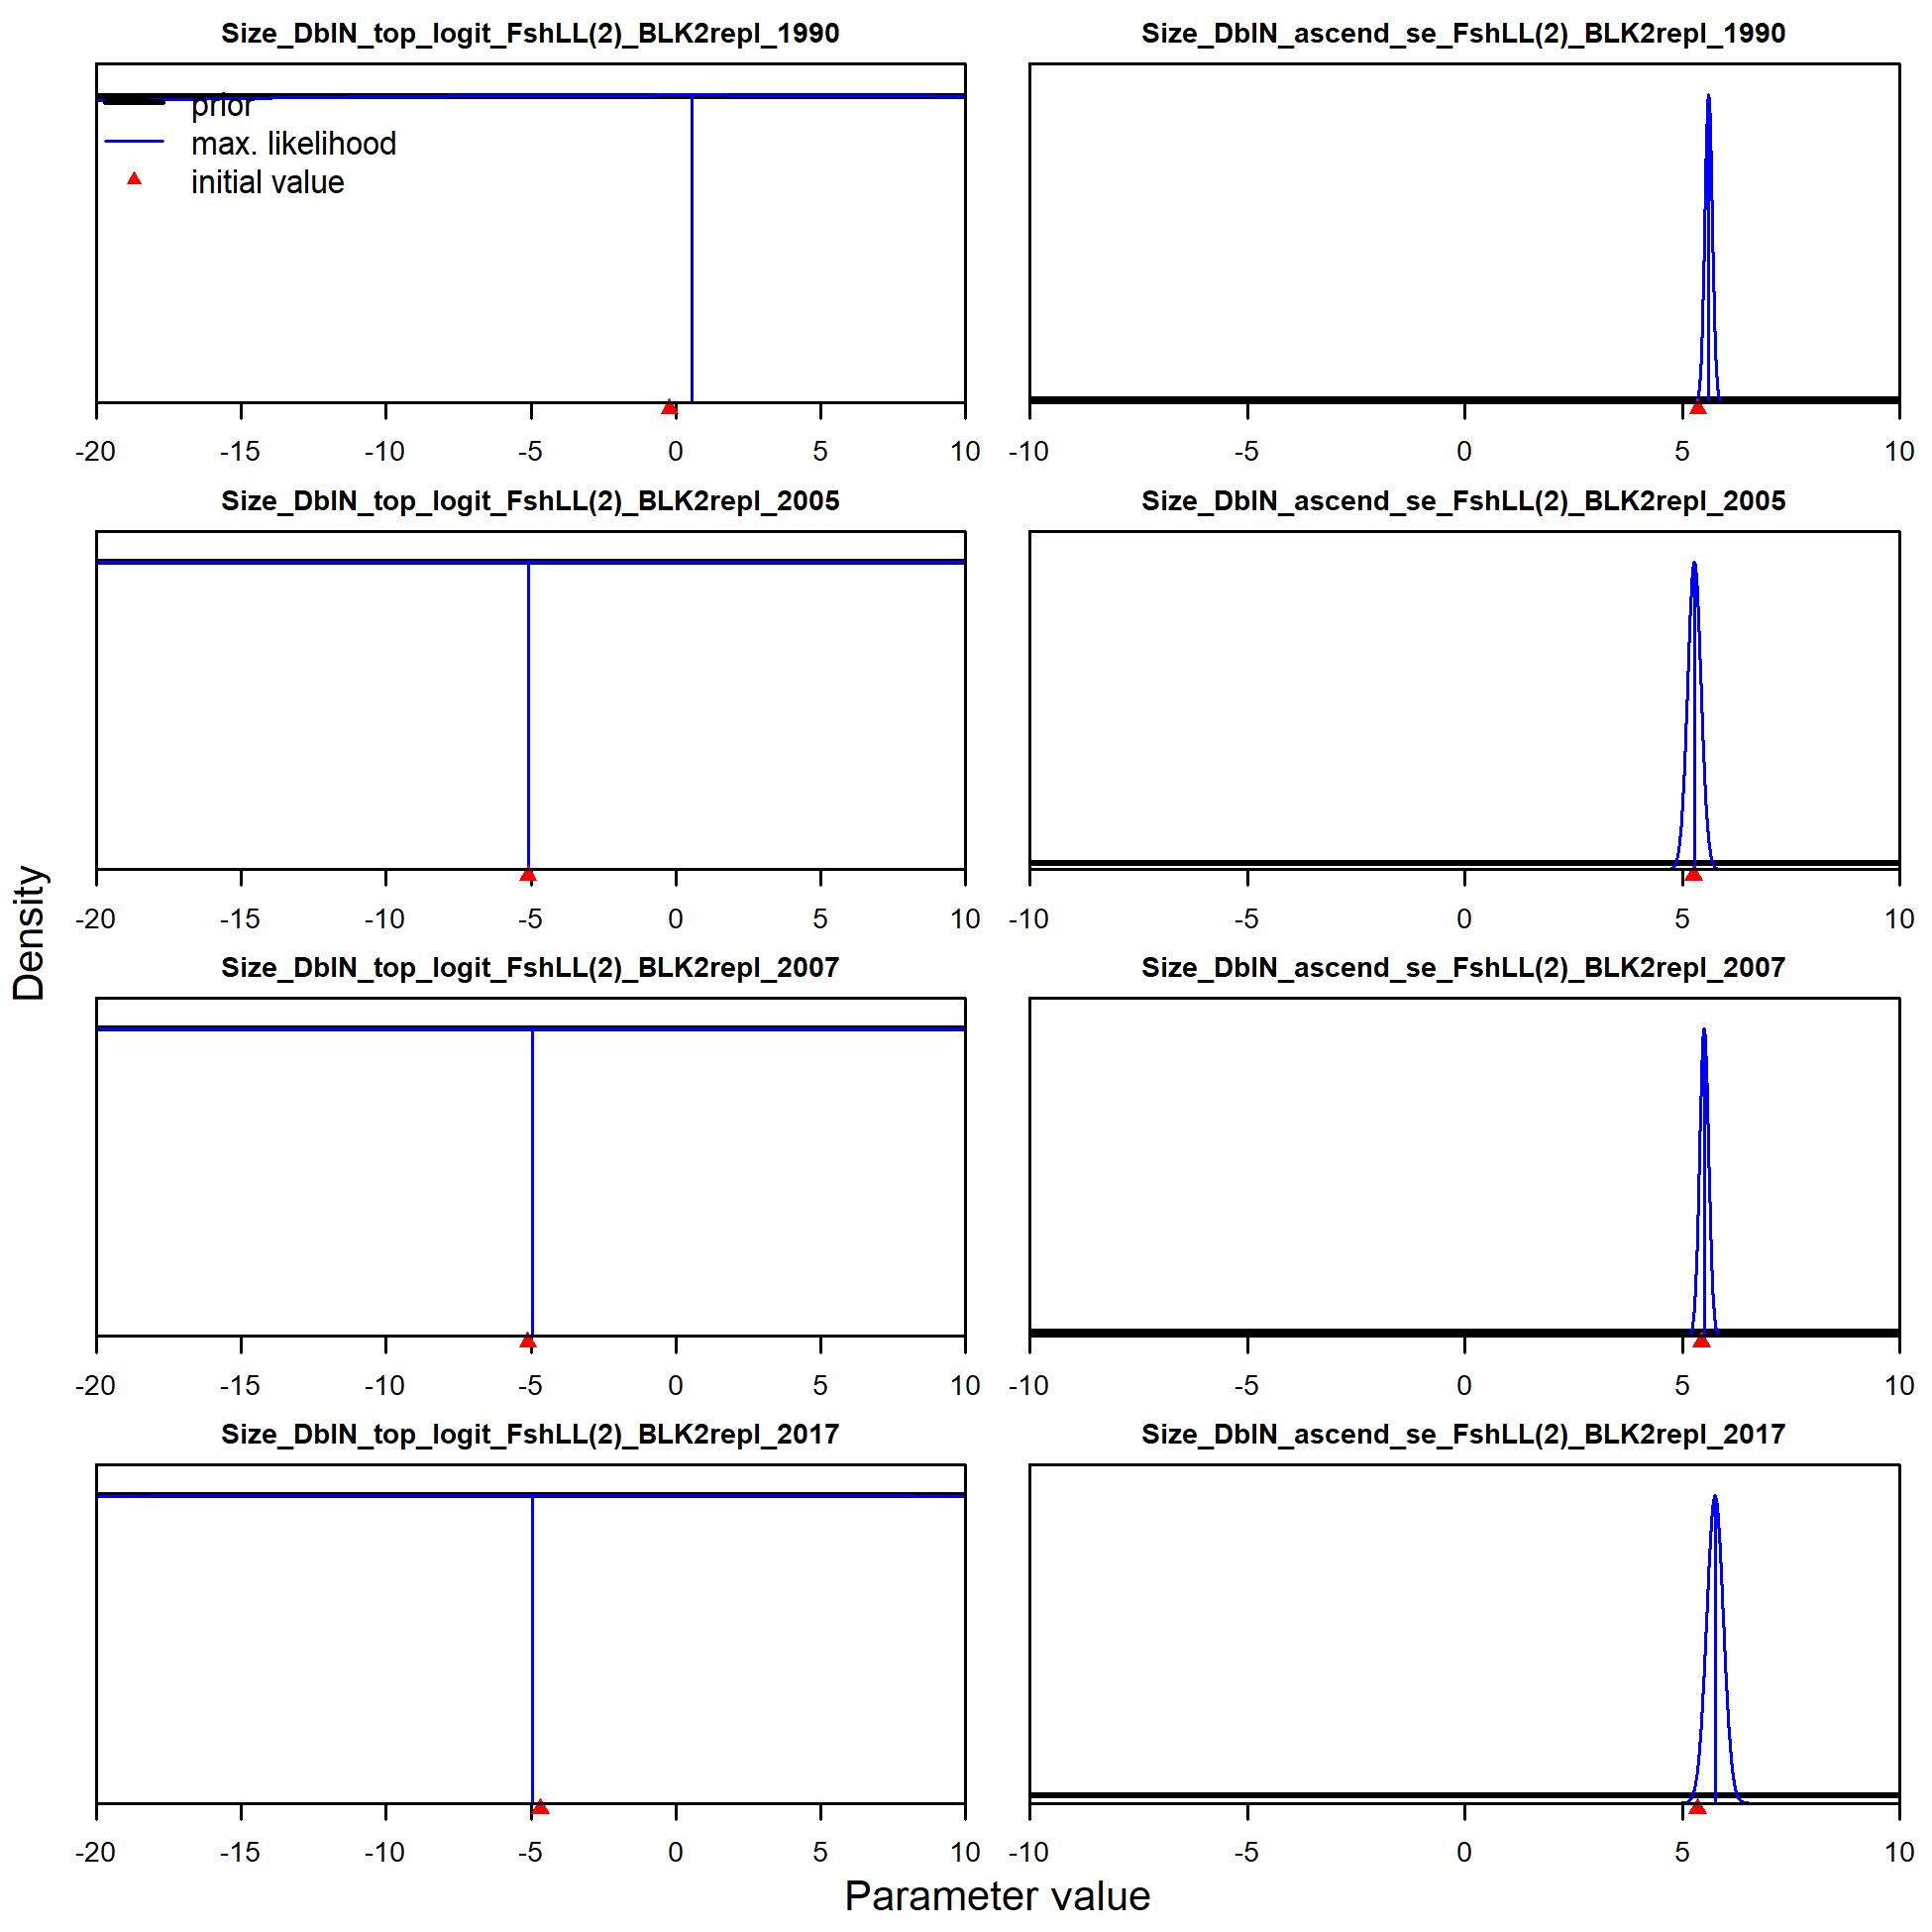 Size_DblN_top_logit_FshLL(2)_BLK2repl_1990
Size_DblN_ascend_se_FshLL(2)_BLK2repl_1990
prior
max. likelihood
initial value
-20 -15 -10 -5 0 5 10
-10 -5 0 5 10
Size_DblN_top_logit_FshLL(2)_BLK2repl_2005
Size_DblN_ascend_se_FshLL(2)_BLK2repl_2005
-20 -15 -10 -5 0 5 10
-10 -5 0 5 10
Density
Size_DblN_top_logit_FshLL(2)_BLK2repl_2007
Size_DblN_ascend_se_FshLL(2)_BLK2repl_2007
-20 -15 -10 -5 0 5 10
-10 -5 0 5 10
Size_DblN_top_logit_FshLL(2)_BLK2repl_2017
Size_DblN_ascend_se_FshLL(2)_BLK2repl_2017
-20 -15 -10 -5 0 5 10
-10 -5 0 5 10
Parameter value